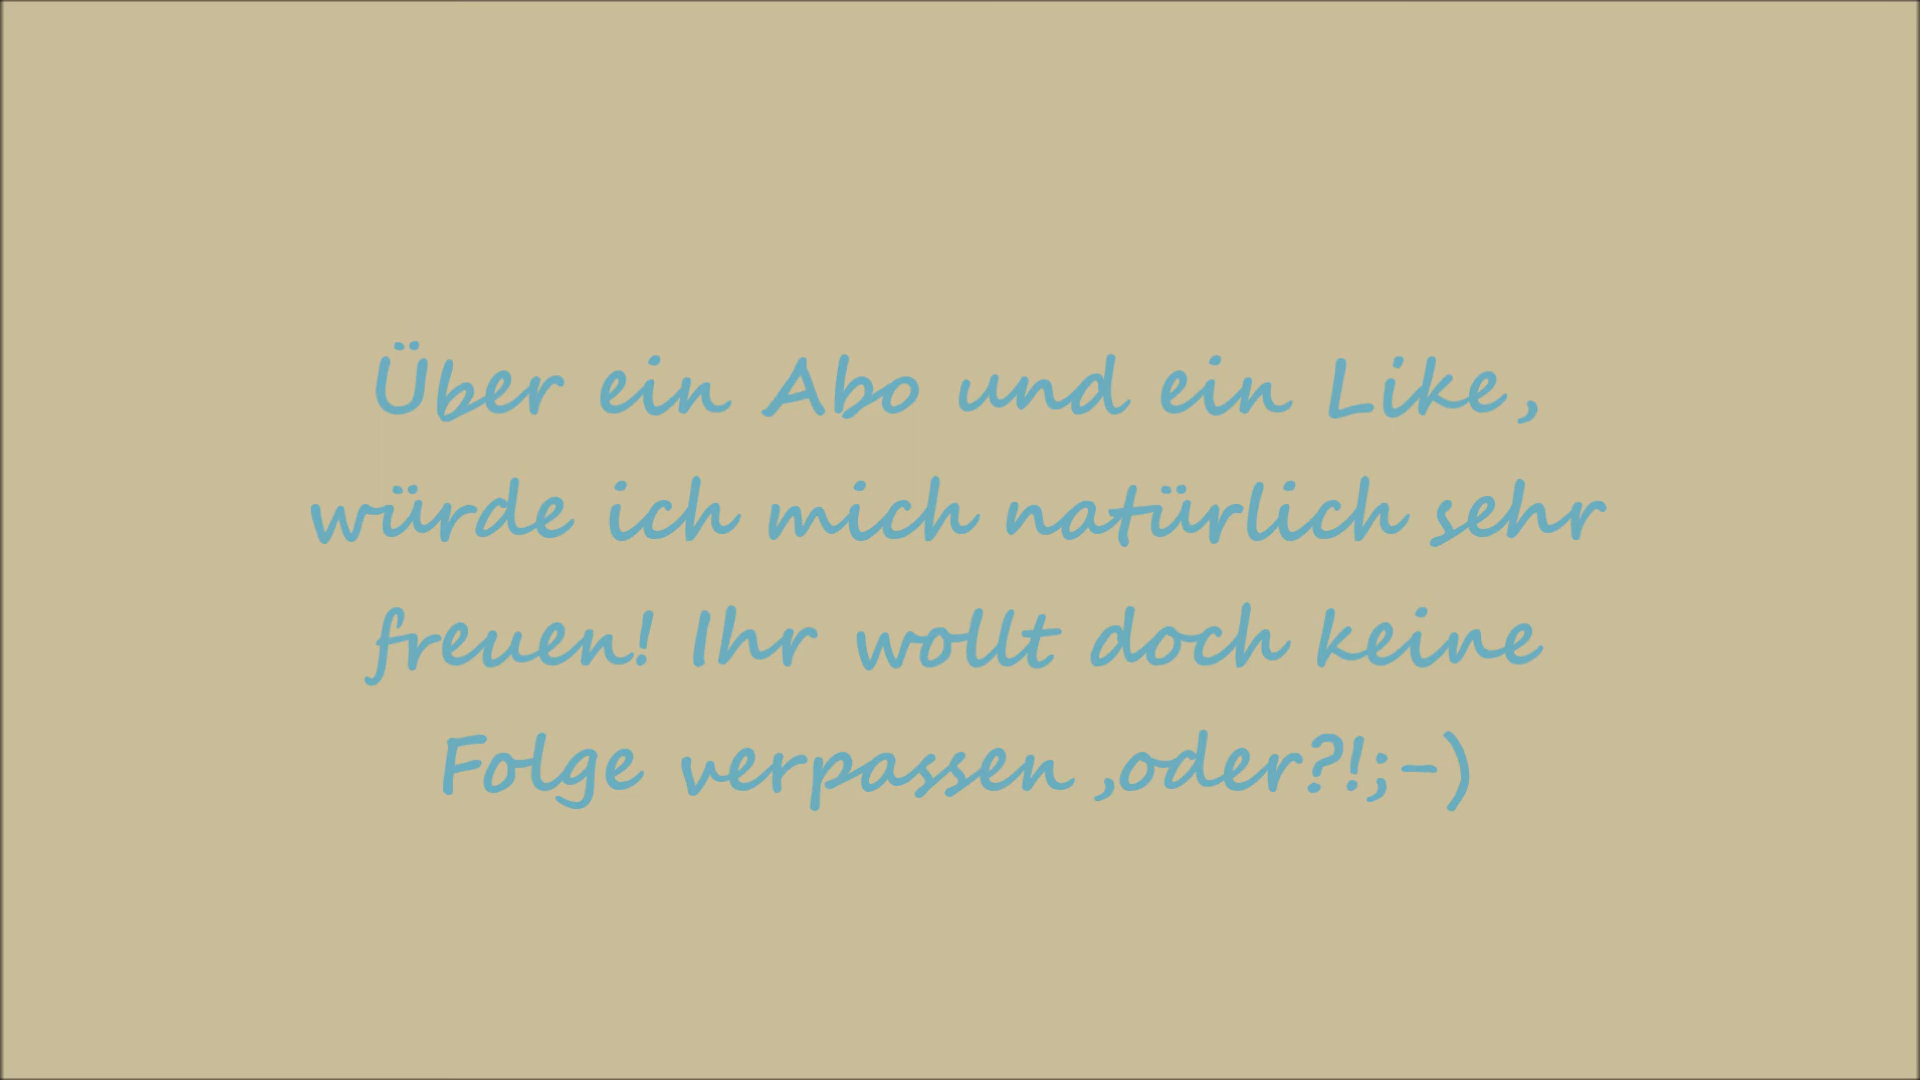 Über ein Abo und ein Like,
würde ich mich natürlich sehr
freuen! Ihr wollt doch keine
Folge verpassen ,oder?!;-)